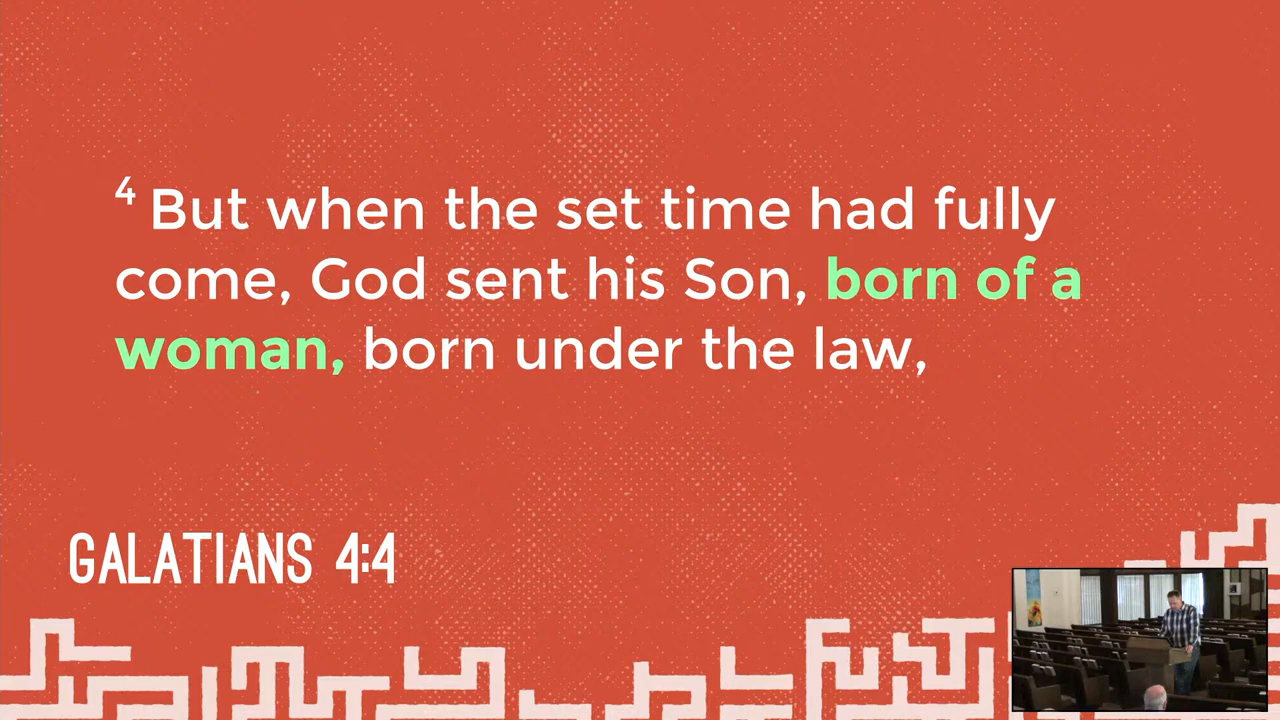 4 But when the set time had fully
come, God sent his Son, born of a
woman, born under the law,
GALATIANS 4:4